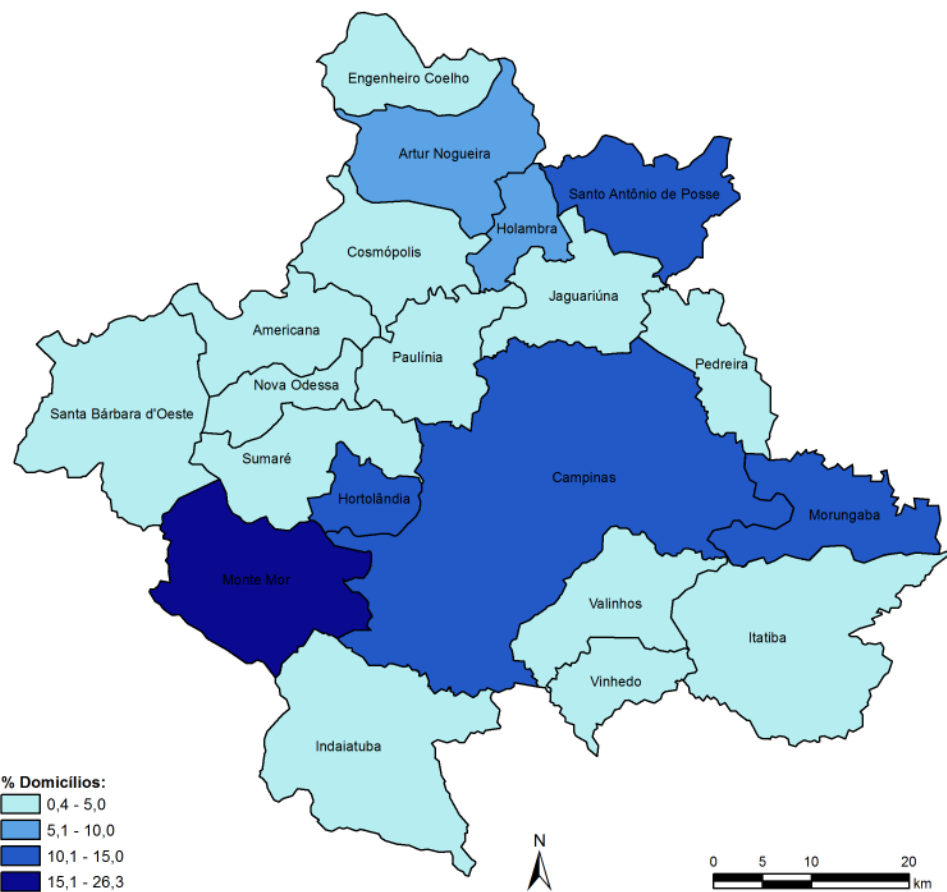 Engenheiro Coelho
Artur Nogueira
Santo Antônio de Posse
Holambra
Cosmópolis
Jaguariúna
Americana
Paulínia
Pedreira
Nova Odessa
Santa Bárbara d'Oeste
Sumaré
Campinas
Hortolândia
Morungaba
Monte Mor
Valinhos
Itatiba
Vinhedo
Indaiatuba
% Domicílios:
0,4 - 5,0
5,1 - 10,0
10,1 - 15,0
15,1 - 26,3
N
0 5 10 20
km